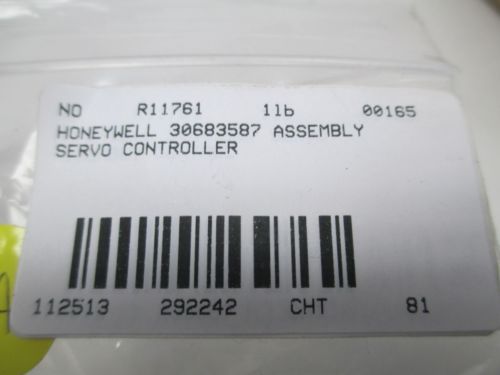 NO R11761 1lb 00165
HONEYWELL 30683587 ASSEMBLY
SERVO CONTROLLER
112513 292242 CHT 81